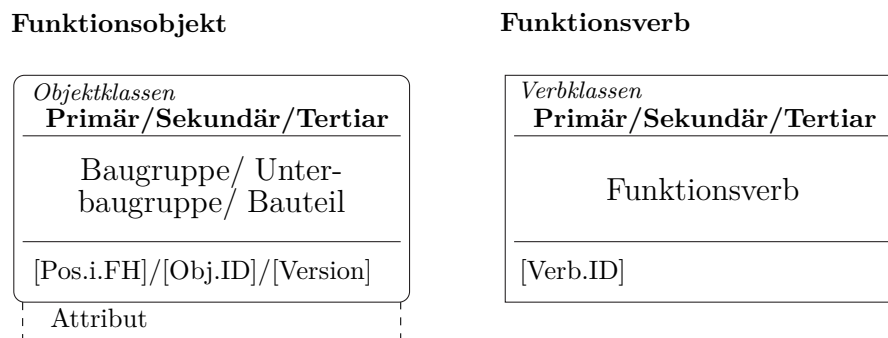 Funktionsobjekt
Objektklassen
Primär/Sekundär/Tertiar
Baugruppe/ Unter-
baugruppe/ Bauteil
[Pos.i.FH]/[Obj.ID]/[Version]
Attribut
Funktionsverb
Verbklassen
Primär/Sekundär/Tertiar
Funktionsverb
[Verb.ID]